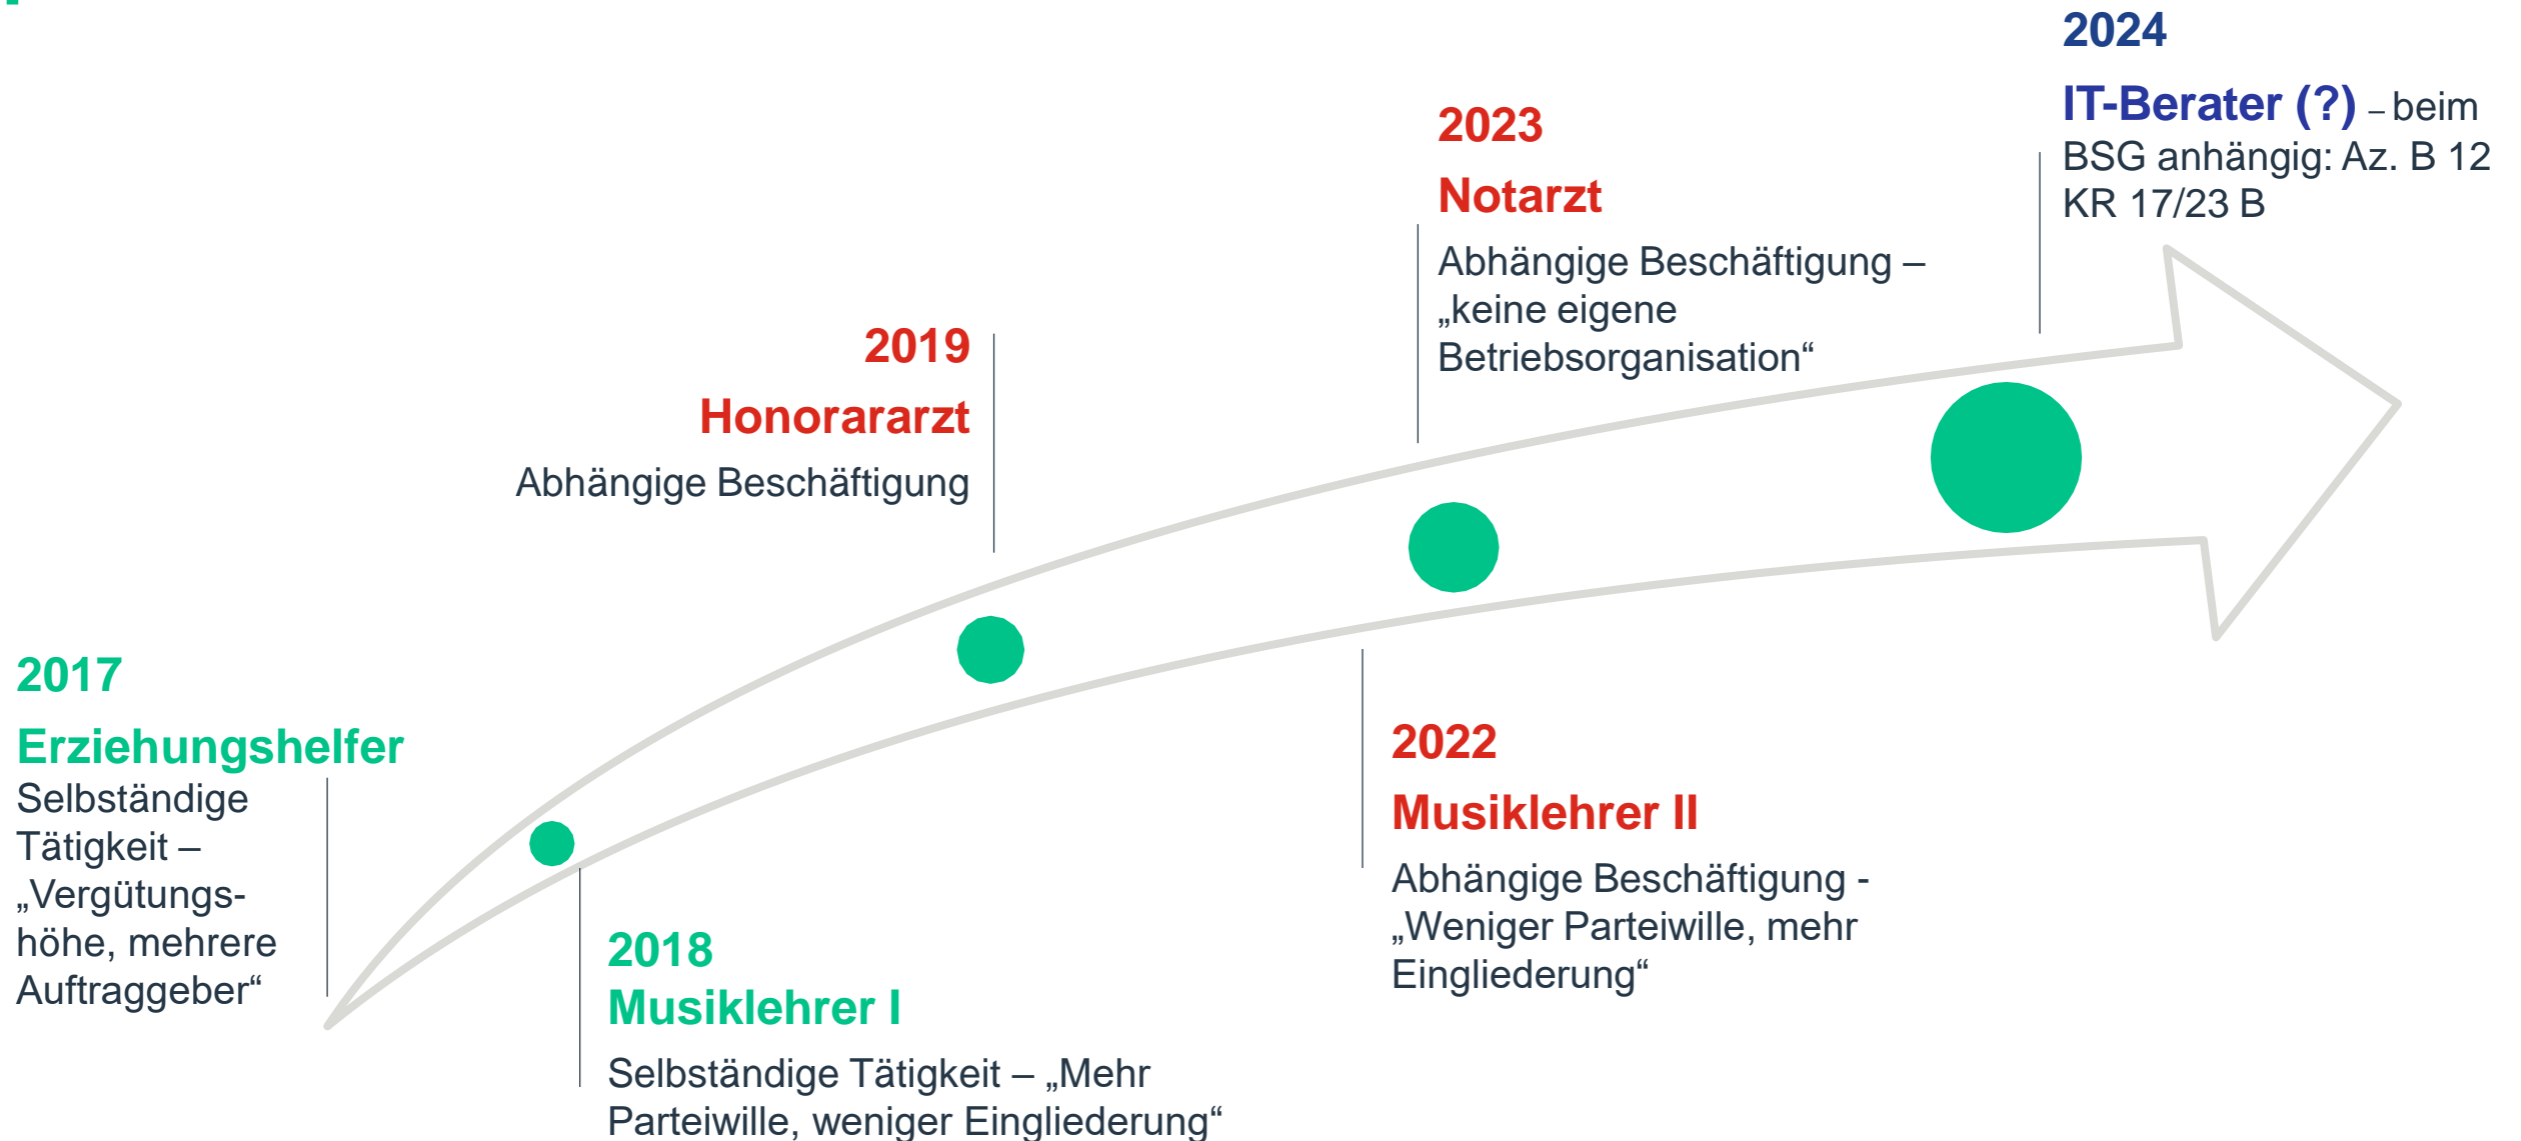 2017
Erziehungshelfer
Selbständige
Tätigkeit –
„Vergütungs-
höhe, mehrere
Auftraggeber“
2018
Musiklehrer I
Selbständige Tätigkeit – „Mehr
Parteiwille, weniger Eingliederung“
2019
Honorararzt
Abhängige Beschäftigung
2022
Musiklehrer II
Abhängige Beschäftigung -
„Weniger Parteiwille, mehr
Eingliederung“
2023
Notarzt
Abhängige Beschäftigung –
„keine eigene
Betriebsorganisation“
2024
IT-Berater (?) – beim
BSG anhängig: Az. B 12
KR 17/23 B